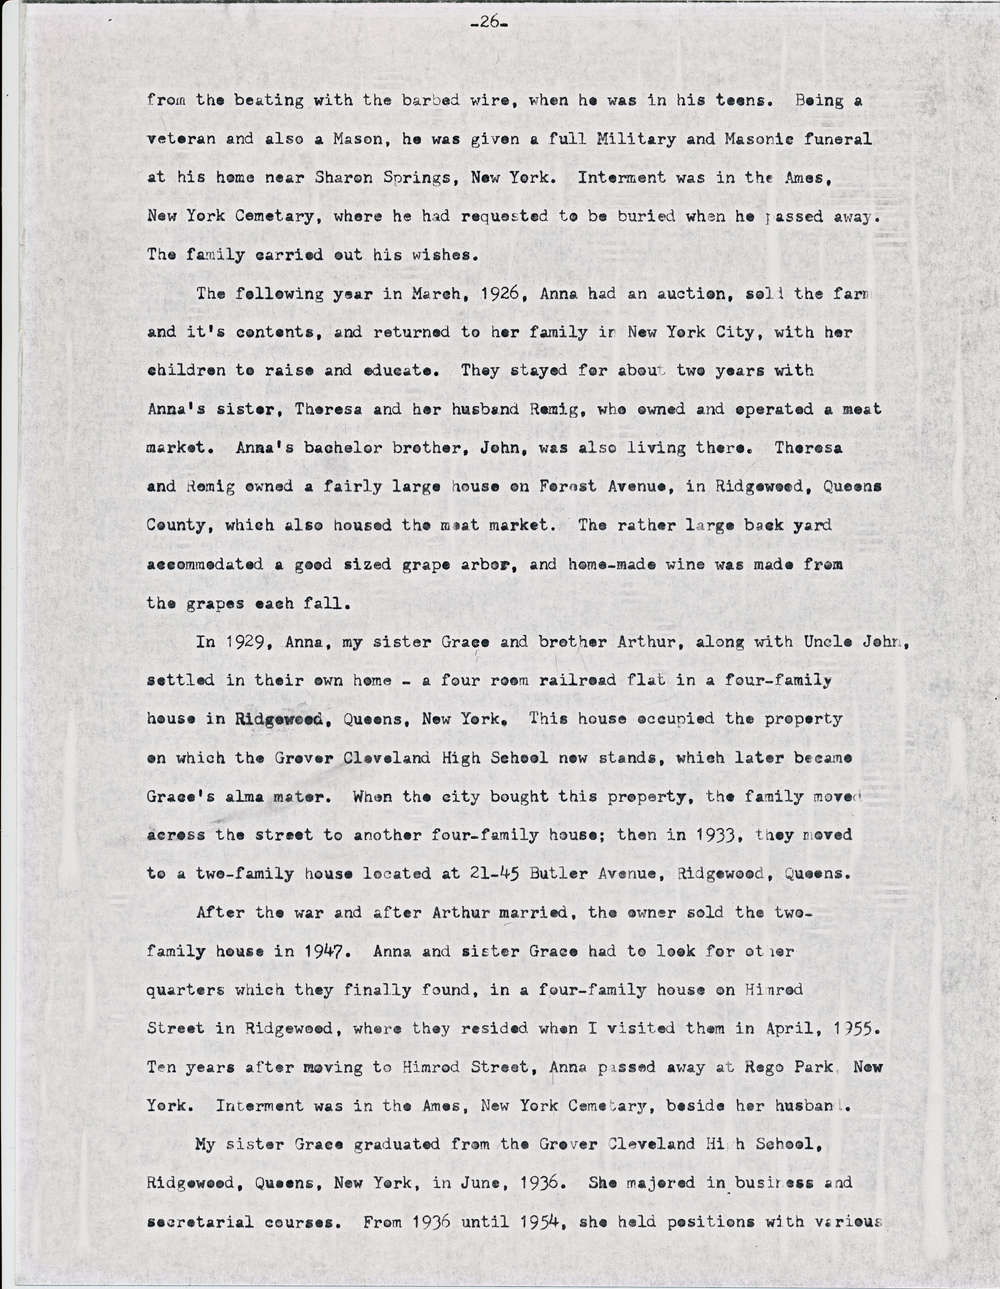 -26-
from the beating with the barbed wire, when he was in his teens.  Being a
veteran and also a Mason, he was given a full Military and Masonic funeral
at his home near Sharon Springs, New York.  Interment was in the Ames,
New York Cemetary, where he had requested to be buried when he passed away.
The family carried out his wishes.
The following year in March, 1926, Anna had an auction, sold the farm
and it's contents, and returned to her family in New York City, with her
children to raise and educate.  They stayed for about two years with
Anna's sister, Theresa and her husband Remig, who owned and operated a meat
market.  Anna's bachelor brother, John, was also living there.  Theresa
and Remig owned a fairly large house on Forest Avenue, in Ridgewood, Queens
County, which also housed the meat market.  The rather large back yard
accommodated a good sized grape arbor, and home-made wine was made from
the grapes each fall.
In 1929, Anna, my sister Grace and brother Arthur, along with Uncle John,
settled in their own home - a four room railroad flat in a four-family
house in Ridgewood, Queens, New York.  This house occupied the property
on which the Grover Cleveland High School now stands, which later became
Grace's alma mater.  When the city bought this property, the family moved
across the street to another four-family house; then in 1933, they moved
to a two-family house located at 21-45 Butler Avenue, Ridgewood, Queens.
After the war and after Arthur married, the owner sold the two-
family house in 1947.  Anna and sister Grace had to look for other
quarters which they finally found, in a four-family house on Himrod
Street in Ridgewood, where they resided when I visited them in April, 1955.
Ten years after moving to Himrod Street, Anna passed away at Rego Park, New
York.  Interment was in the Ames, New York Cemetary, beside her husband.
My sister Grace graduated from the Grover Cleveland High School,
Ridgewood, Queens, New York, in June, 1936.  She majored in business and
secretarial courses.  From 1936 until 1954, she held positions with various